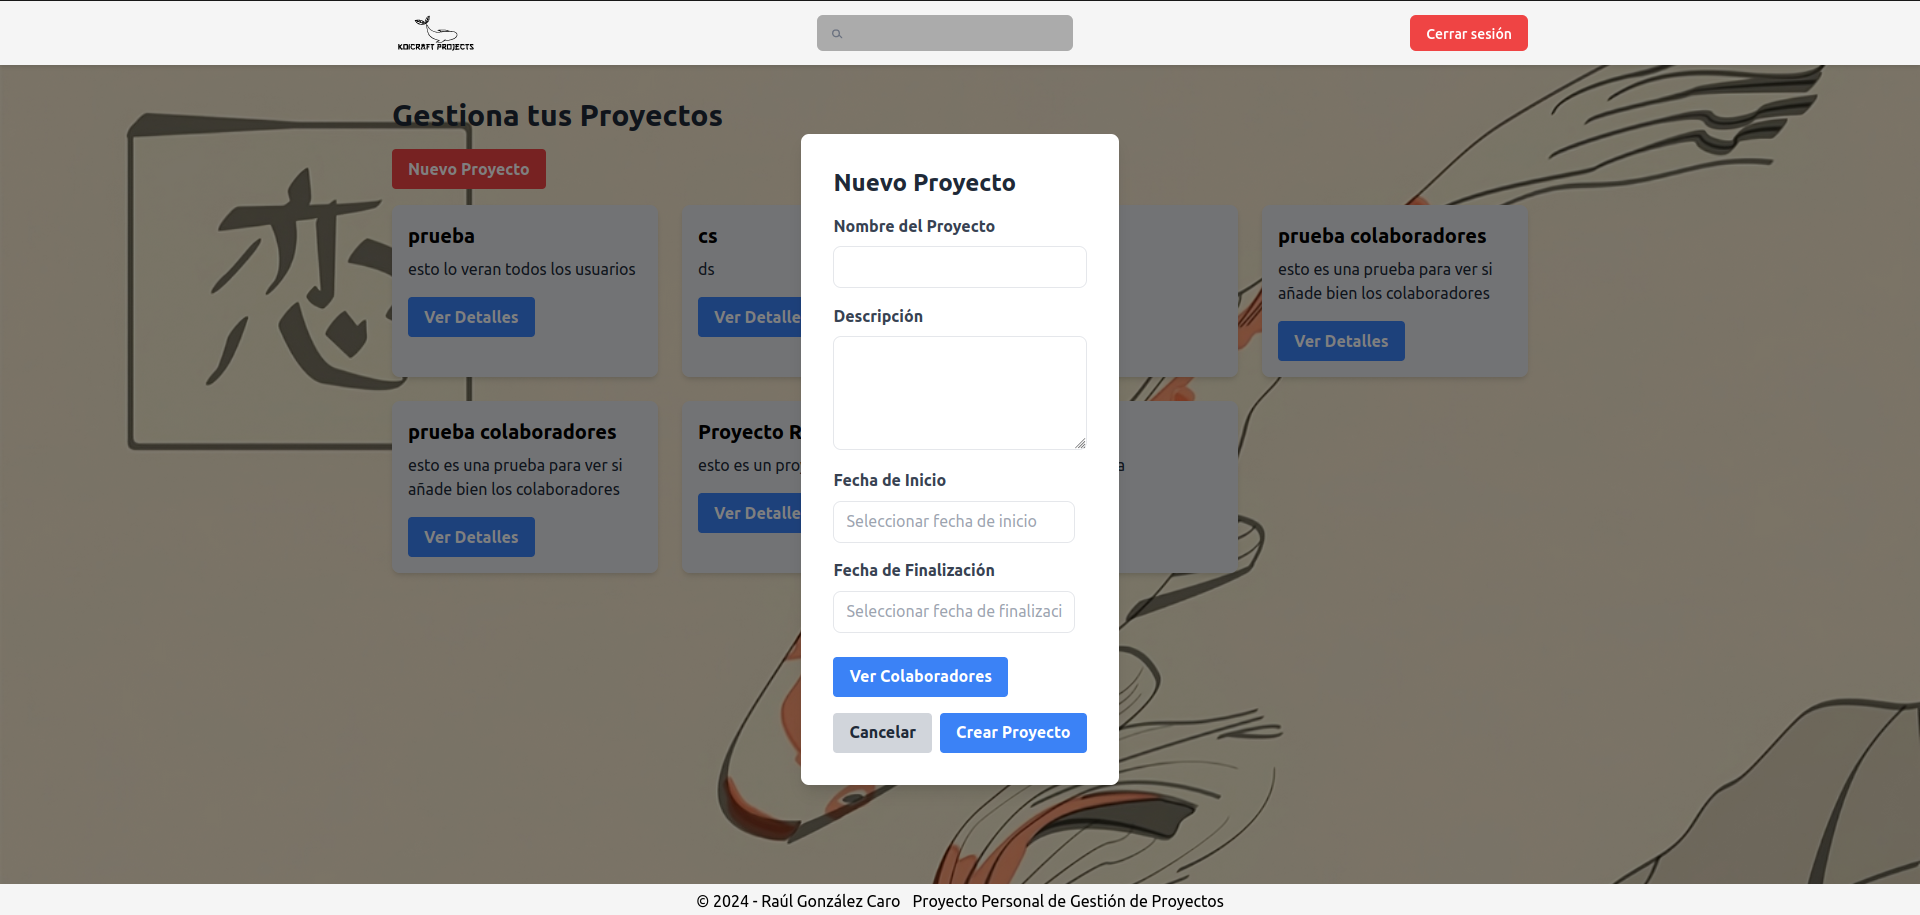 KOICRAFT PROJECTS
Cerrar sesión
Gestiona tus Proyectos
Nuevo Proyecto
恋
prueba
esto lo veran todos los usuarios
Ver Detalles
cs
ds
Ver Detalle
prueba colaboradores
esto es una prueba para ver si
añade bien los colaboradores
Ver Detalles
prueba colaboradores
esto es una prueba para ver si
añade bien los colaboradores
Ver Detalles
Proyecto R
esto es un proy
Ver Detalle
a
Nuevo Proyecto
Nombre del Proyecto
Descripción
Fecha de Inicio
Seleccionar fecha de inicio
Fecha de Finalización
Seleccionar fecha de finalizaci
Ver Colaboradores
Cancelar
Crear Proyecto
© 2024 - Raúl González Caro Proyecto Personal de Gestión de Proyectos